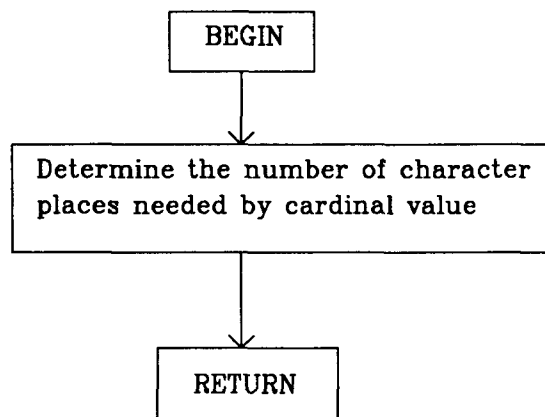 BEGIN
Determine the number of character
places needed by cardinal value
RETURN